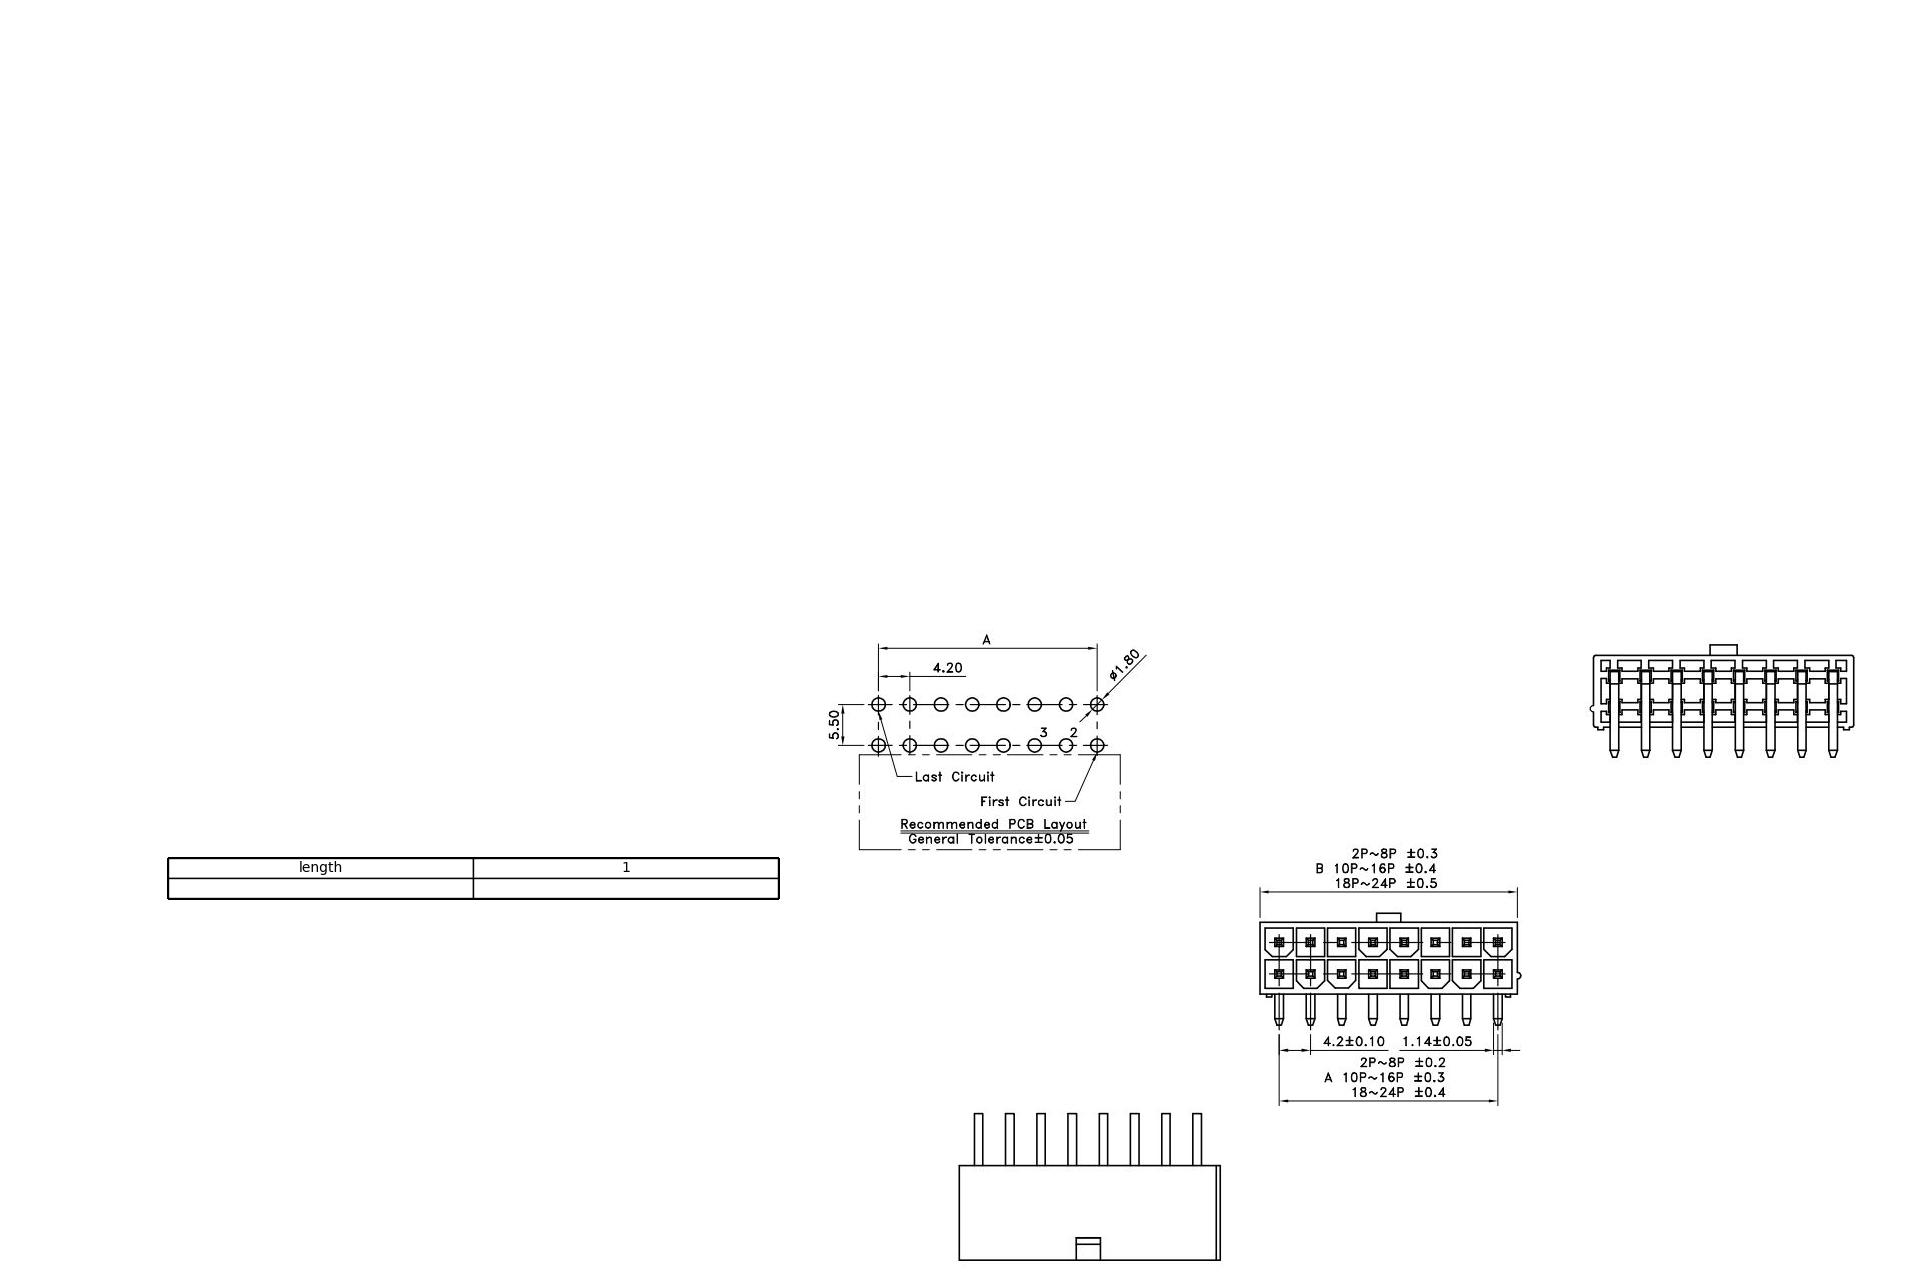 A
4.20
ø1.80
5.50
3
2
Last Circuit
First Circuit
Recommended PCB Layout
General Tolerance±0.05
length 1
2P~8P ±0.3
B 10P~16P ±0.4
18P~24P ±0.5
4.2±0.10 1.14±0.05
2P~8P ±0.2
A 10P~16P ±0.3
18~24P ±0.4